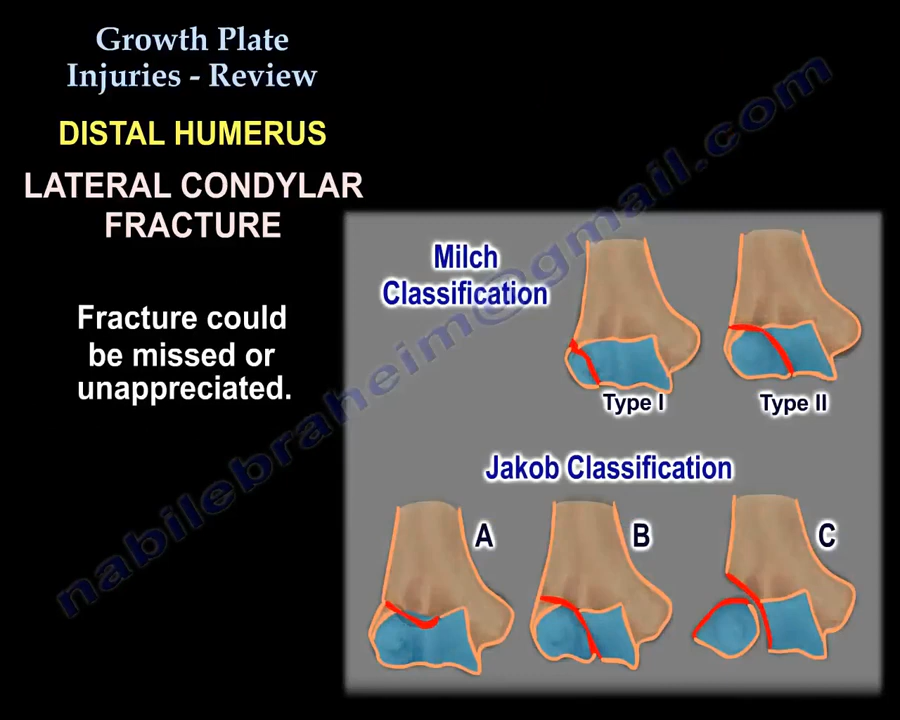 Growth Plate
Injuries - Review
DISTAL HUMERUS
LATERAL CONDYLAR
FRACTURE
Fracture could
be missed or
unappreciated.
Milch
Classification
Type I
Type II
Jakob Classification
A
B
C
nabilebraheim@gmail.com